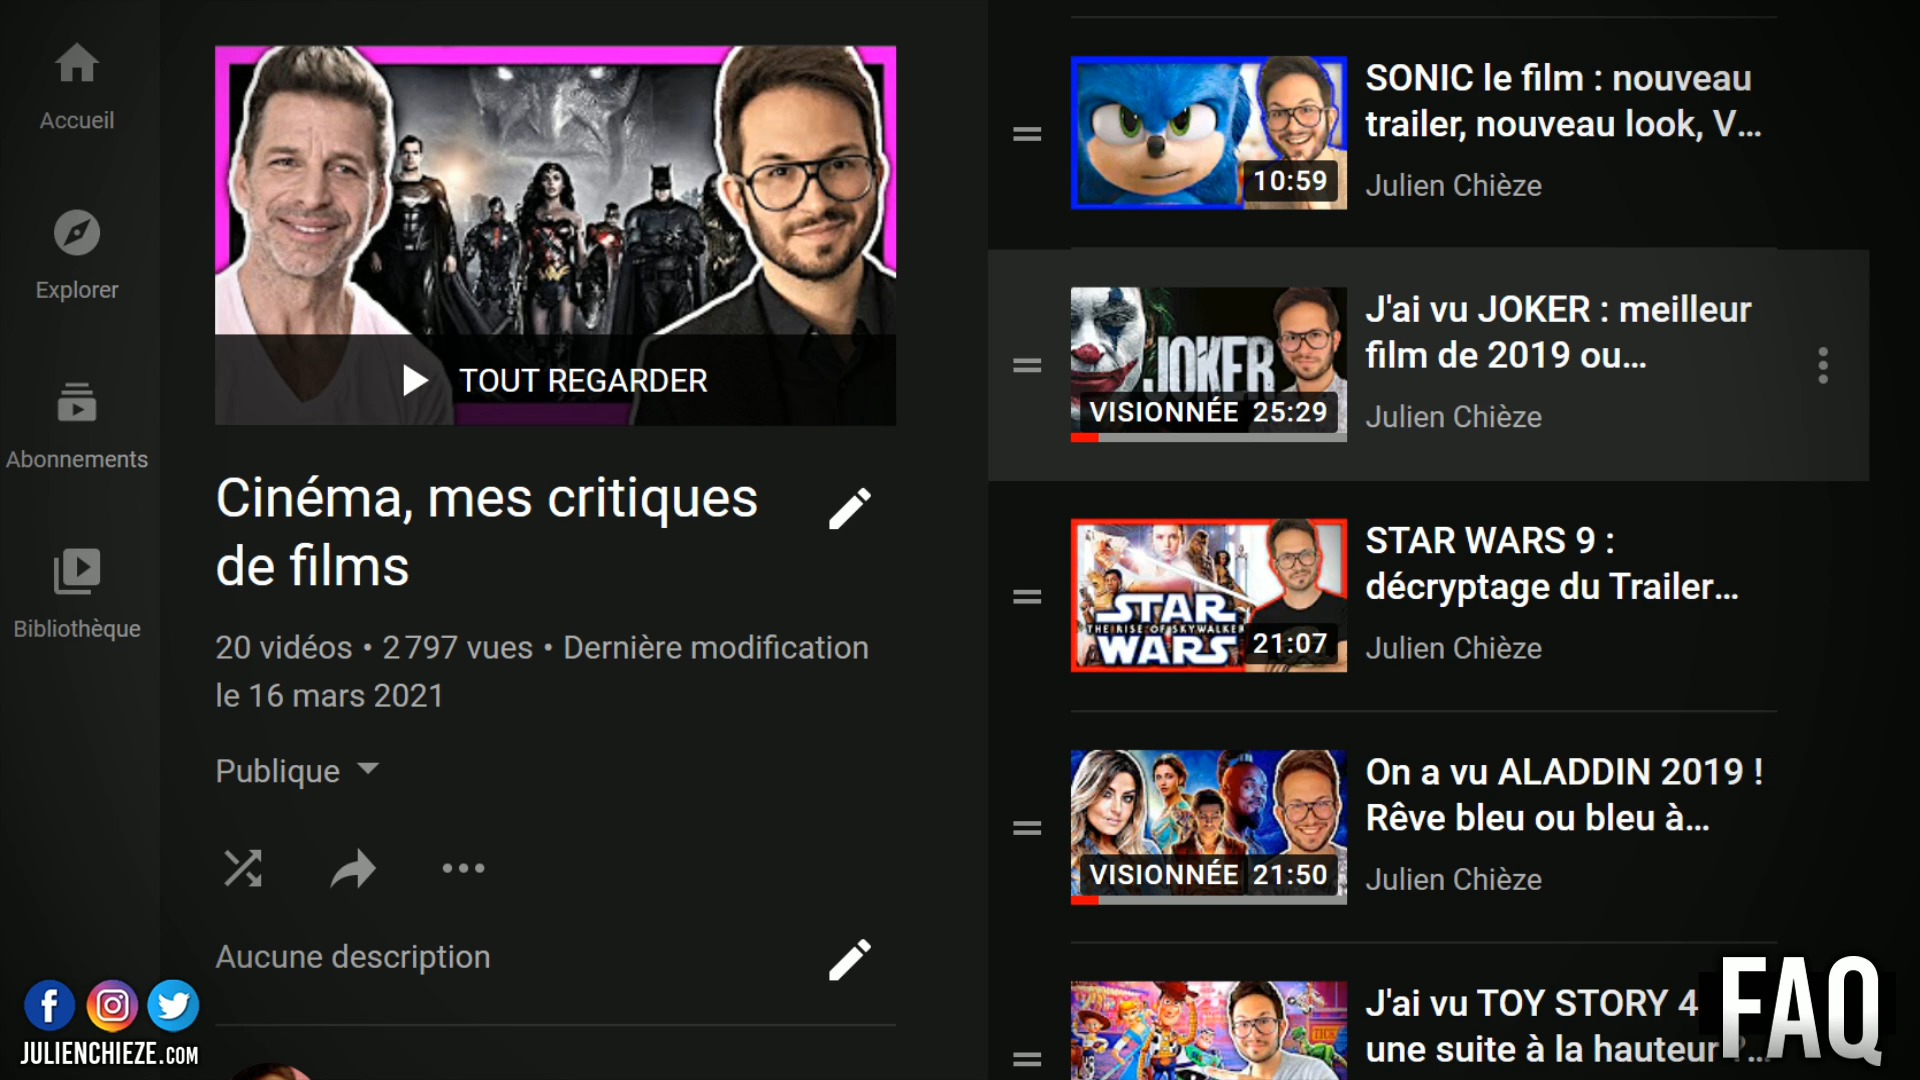 Accueil
Explorer
Abonnements
Bibliothèque
TOUT REGARDER
Cinéma, mes critiques
de films
20 vidéos • 2 797 vues • Dernière modification
le 16 mars 2021
Publique
Aucune description
JULIENCHIEZE.COM
SONIC le film : nouveau
trailer, nouveau look, V...
10:59
Julien Chièze
J'ai vu JOKER : meilleur
film de 2019 ou...
JOKER
VISIONNÉE 25:29
Julien Chièze
STAR WARS 9 :
décryptage du Trailer...
STAR
THE RISE OF SKYWALKER
WARS
21:07
Julien Chièze
On a vu ALADDIN 2019 !
Rêve bleu ou bleu à...
VISIONNÉE 21:50
Julien Chièze
J'ai vu TOY STORY 4
une suite à la hauteur ?...
FAQ